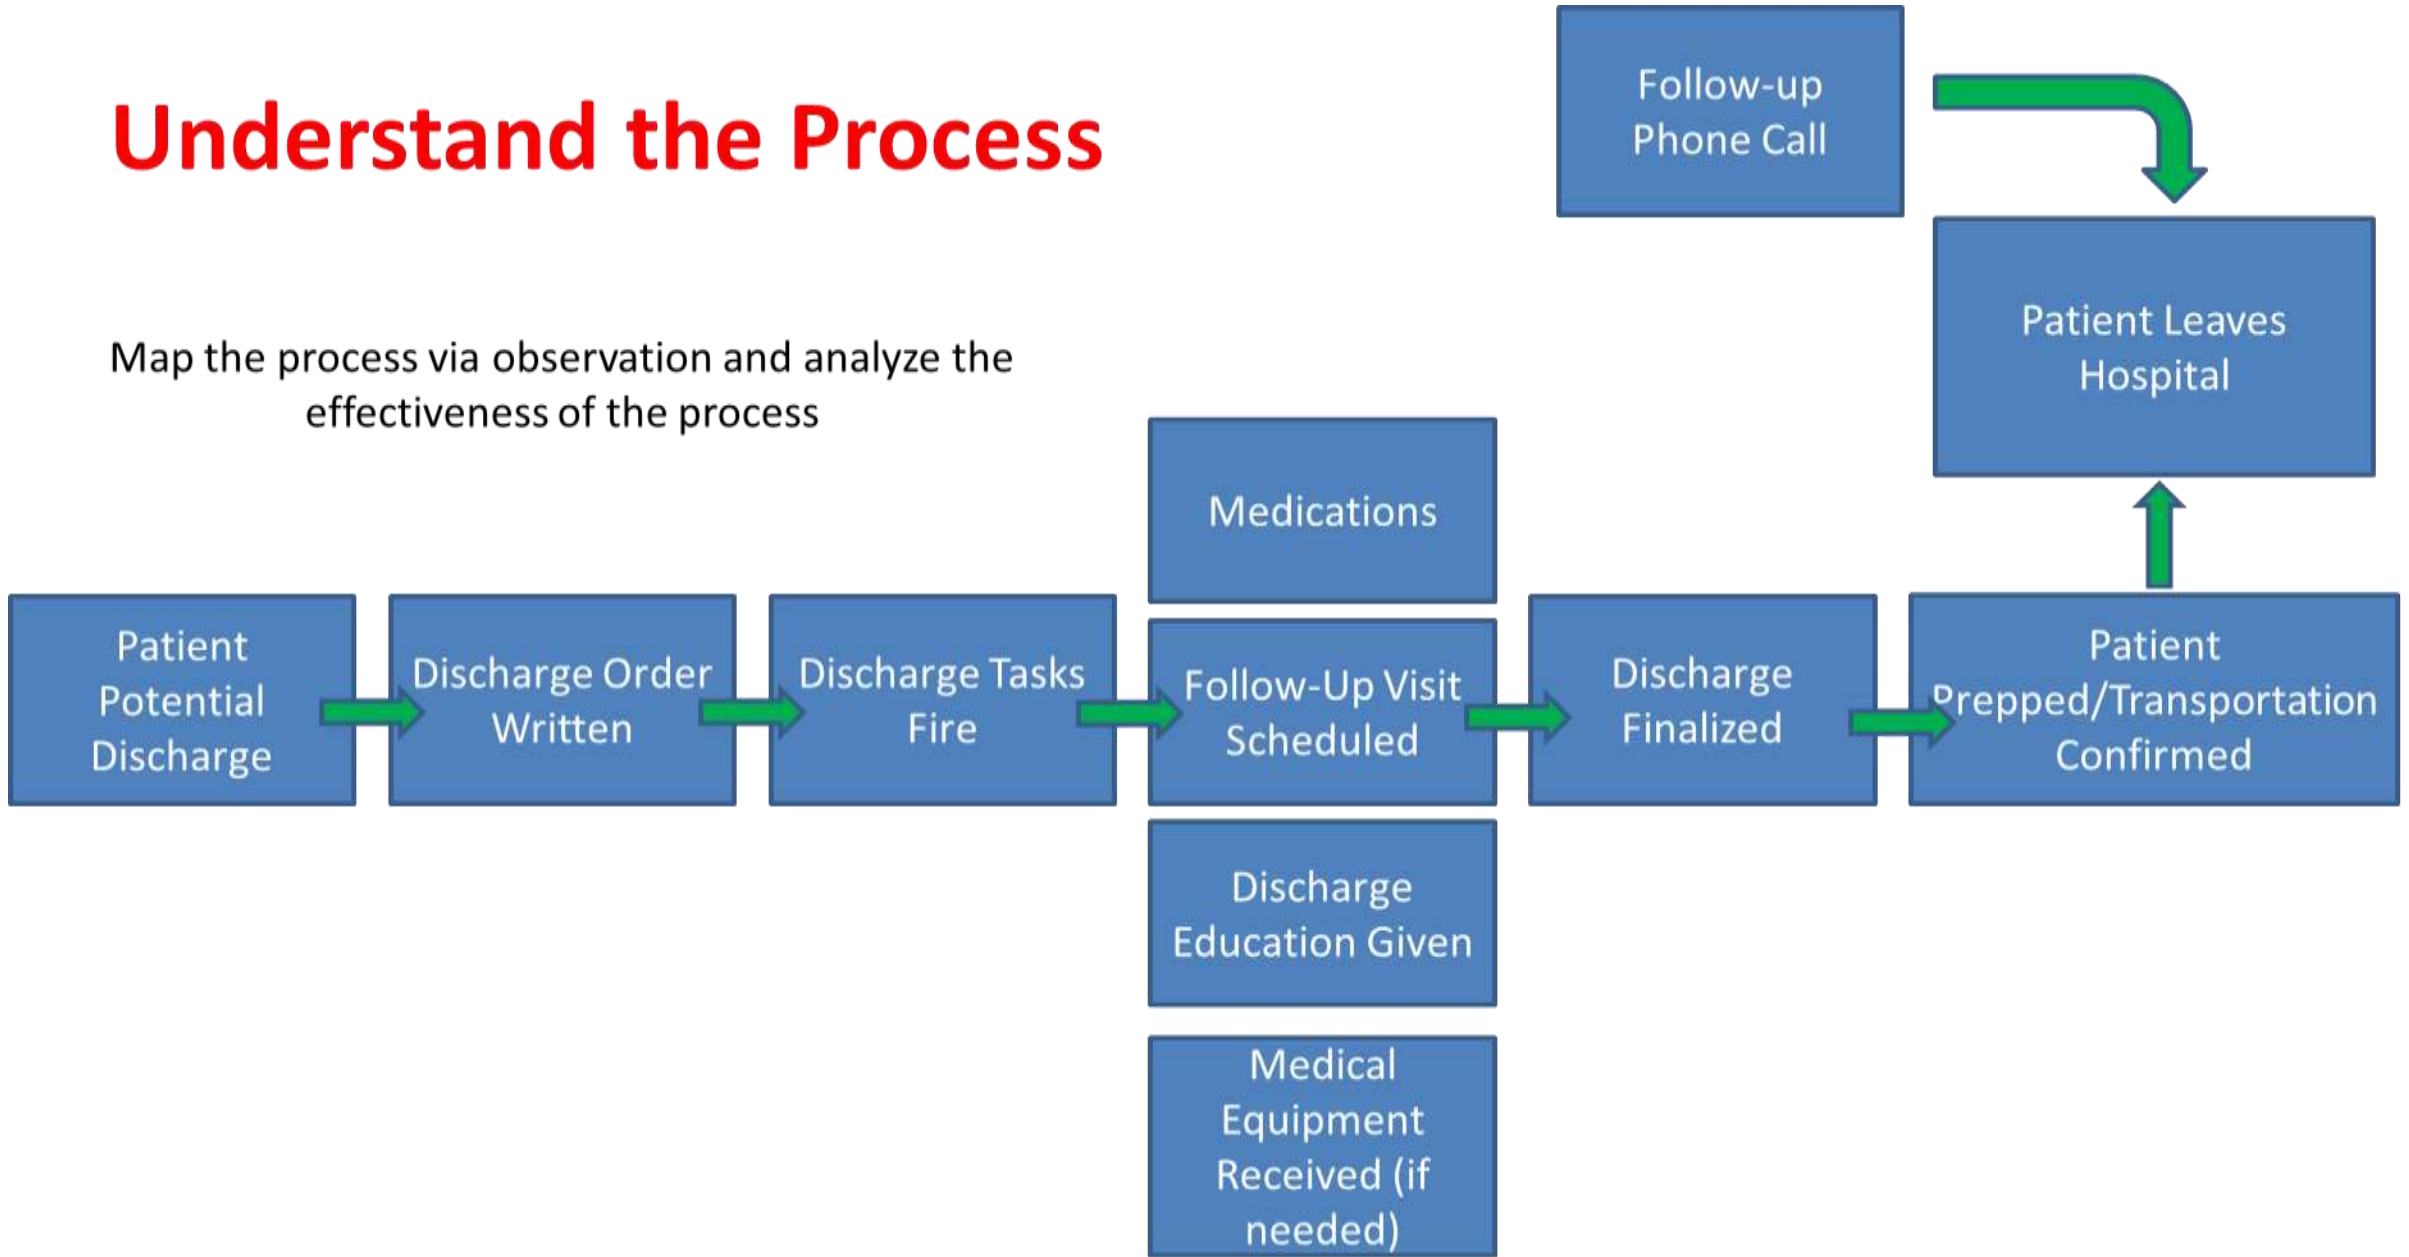 Understand the Process
Map the process via observation and analyze the
effectiveness of the process
Follow-up
Phone Call
Patient Leaves
Hospital
Patient
Potential
Discharge
Discharge Order
Written
Discharge Tasks
Fire
Medications
Follow-Up Visit
Scheduled
Discharge
Education Given
Medical
Equipment
Received (if
needed)
Discharge
Finalized
Patient
Prepped/Transportation
Confirmed